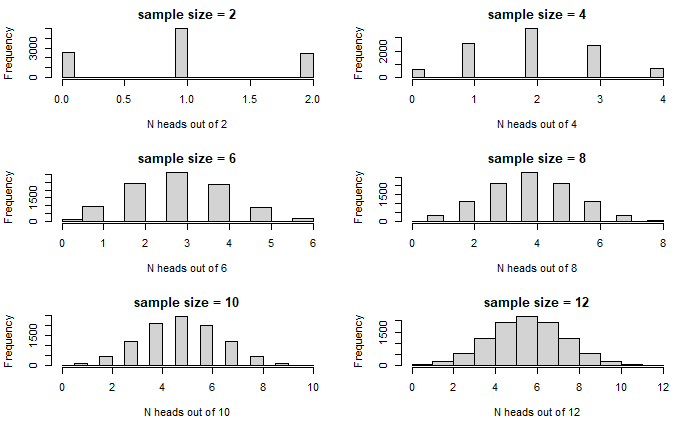 sample size = 2
Frequency
0 3000
0.0 0.5 1.0 1.5 2.0
N heads out of 2
sample size = 4
Frequency
0 2000
0 1 2 3 4
N heads out of 4
sample size = 6
Frequency
0 1500
0 1 2 3 4 5 6
N heads out of 6
sample size = 8
Frequency
0 1500
0 2 4 6 8
N heads out of 8
sample size = 10
Frequency
0 1500
0 2 4 6 8 10
N heads out of 10
sample size = 12
Frequency
0 1500
0 2 4 6 8 10 12
N heads out of 12